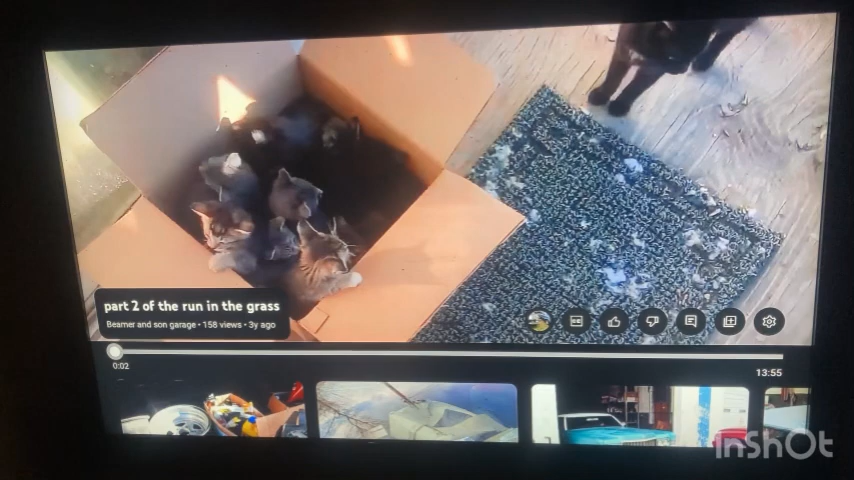 part 2 of the run in the grass
Beamer and son garage • 158 views • 3y ago
0:02
13:55
InShOt